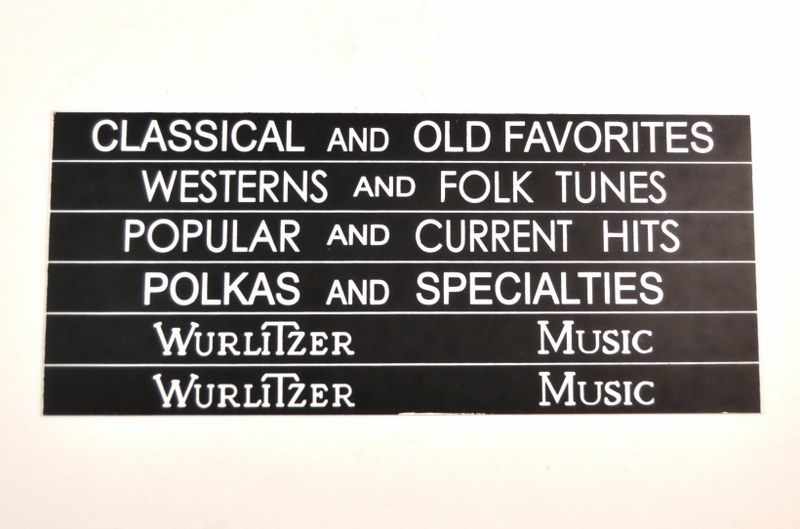 CLASSICAL AND OLD FAVORITES
WESTERNS AND FOLK TUNES
POPULAR AND CURRENT HITS
POLKAS AND SPECIALTIES
WURLITZER MUSIC
WURLITZER MUSIC